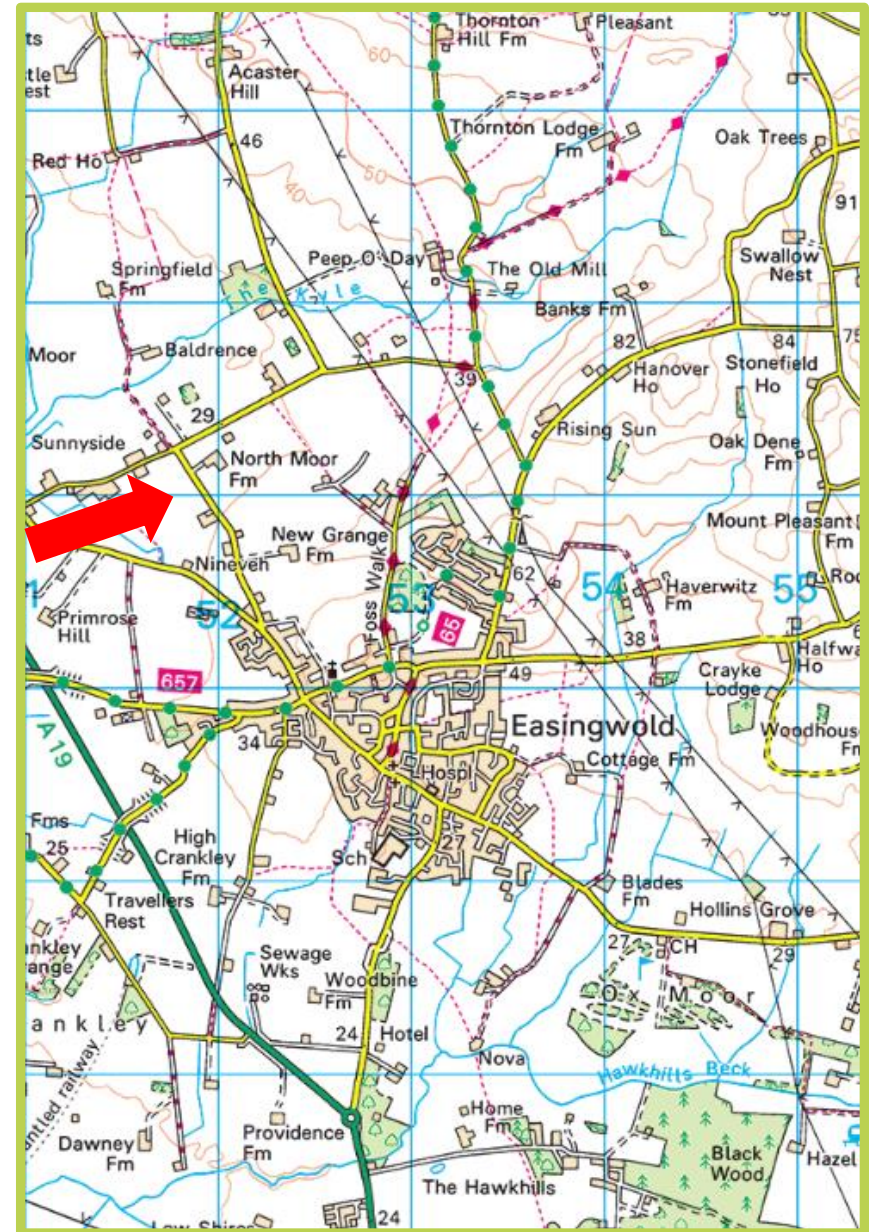 Thornton
Hill Fm
Pleasant
Acaster
Hill
Thornton Lodge
Fm
Oak Trees
46
60
50
40
Red Ho
91
Peep O' Day
The Old Mill
Swallow
Nest
Springfield
Fm
The Kyle
Banks Fm
Moor
Baldrence
82
84
75
39
Hanover
Ho
Stonefield
Ho
29
Sunnyside
Rising Sun
North Moor
Fm
Oak Dene
Fm
New Grange
Fm
Mount Pleasant
Fm
Nineveh
Foss Walk
62
52
53
54
55
Haverwitz
Fm
Primrose
Hill
65
38
657
49
Crayke
Lodge
Ho
A 19
34
Easingwold
Cottage Fm
Hospl
Fms
25
High
Crankley
Fm
Sch
27
Travellers
Rest
Blades
Fm
Hollins Grove
27
CH
29
Sewage
Wks
Woodbine
Fm
Ox Moor
24
Hotel
Nova
Hawkhills Beck
Home
Fm
Dawney
Fm
Providence
Fm
Black
Wood
Hazel
The Hawkhills
24